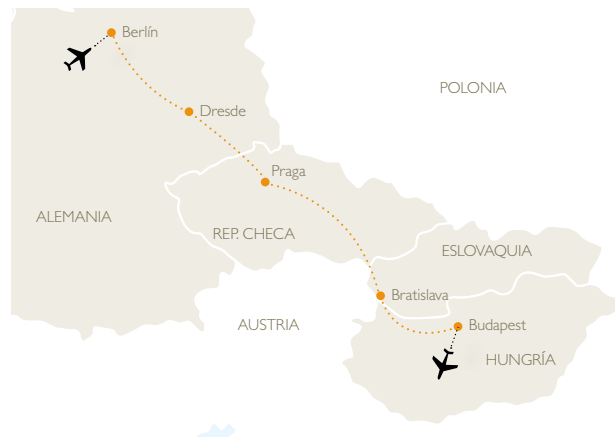 Berlín
POLONIA
Dresde
Praga
ALEMANIA
REP. CHECA
ESLOVAQUIA
Bratislava
AUSTRIA
Budapest
HUNGRÍA